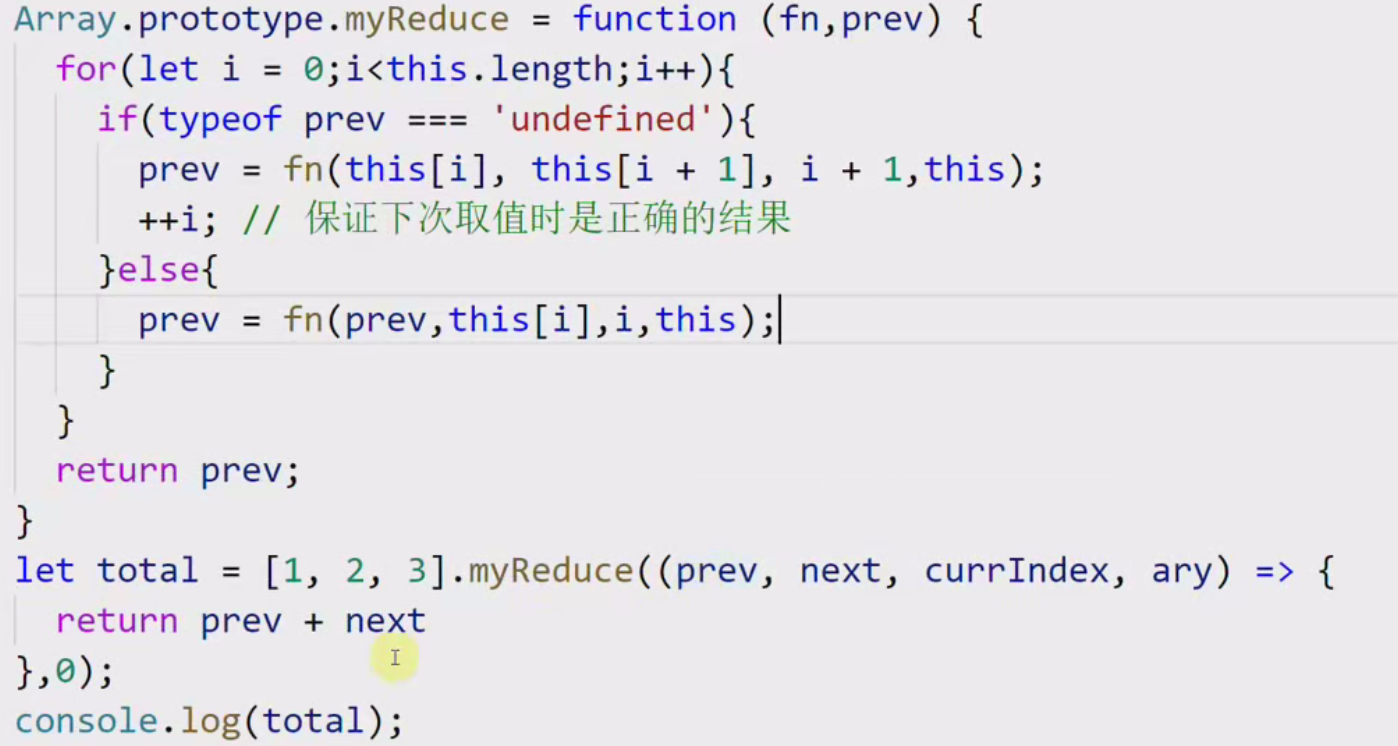 Array.prototype.myReduce = function (fn,prev) {
for(let i = 0;i<this.length;i++){
if(typeof prev === 'undefined'){
prev = fn(this[i], this[i + 1], i + 1,this);
++i; // 保证下次取值时是正确的结果
}else{
prev = fn(prev,this[i],i,this);
}
}
return prev;
}
let total = [1, 2, 3].myReduce((prev, next, currIndex, ary) => {
return prev + next
},0);
console.log(total);